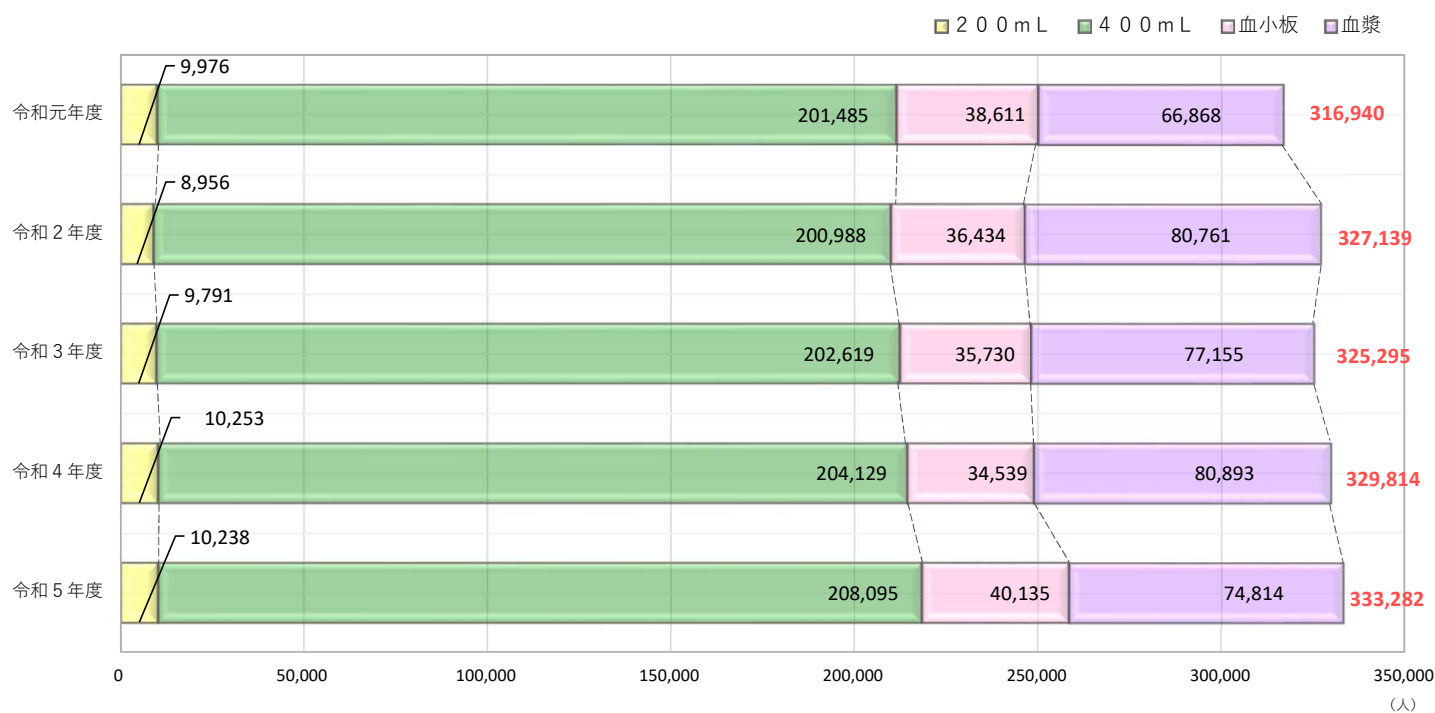 ２００ｍＬ ４００ｍＬ 血小板 血漿
9,976
令和元年度 201,485 38,611 66,868 316,940
8,956
令和２年度 200,988 36,434 80,761 327,139
9,791
令和３年度 202,619 35,730 77,155 325,295
10,253
令和４年度 204,129 34,539 80,893 329,814
10,238
令和５年度 208,095 40,135 74,814 333,282
0 50,000 100,000 150,000 200,000 250,000 300,000 350,000
（人）